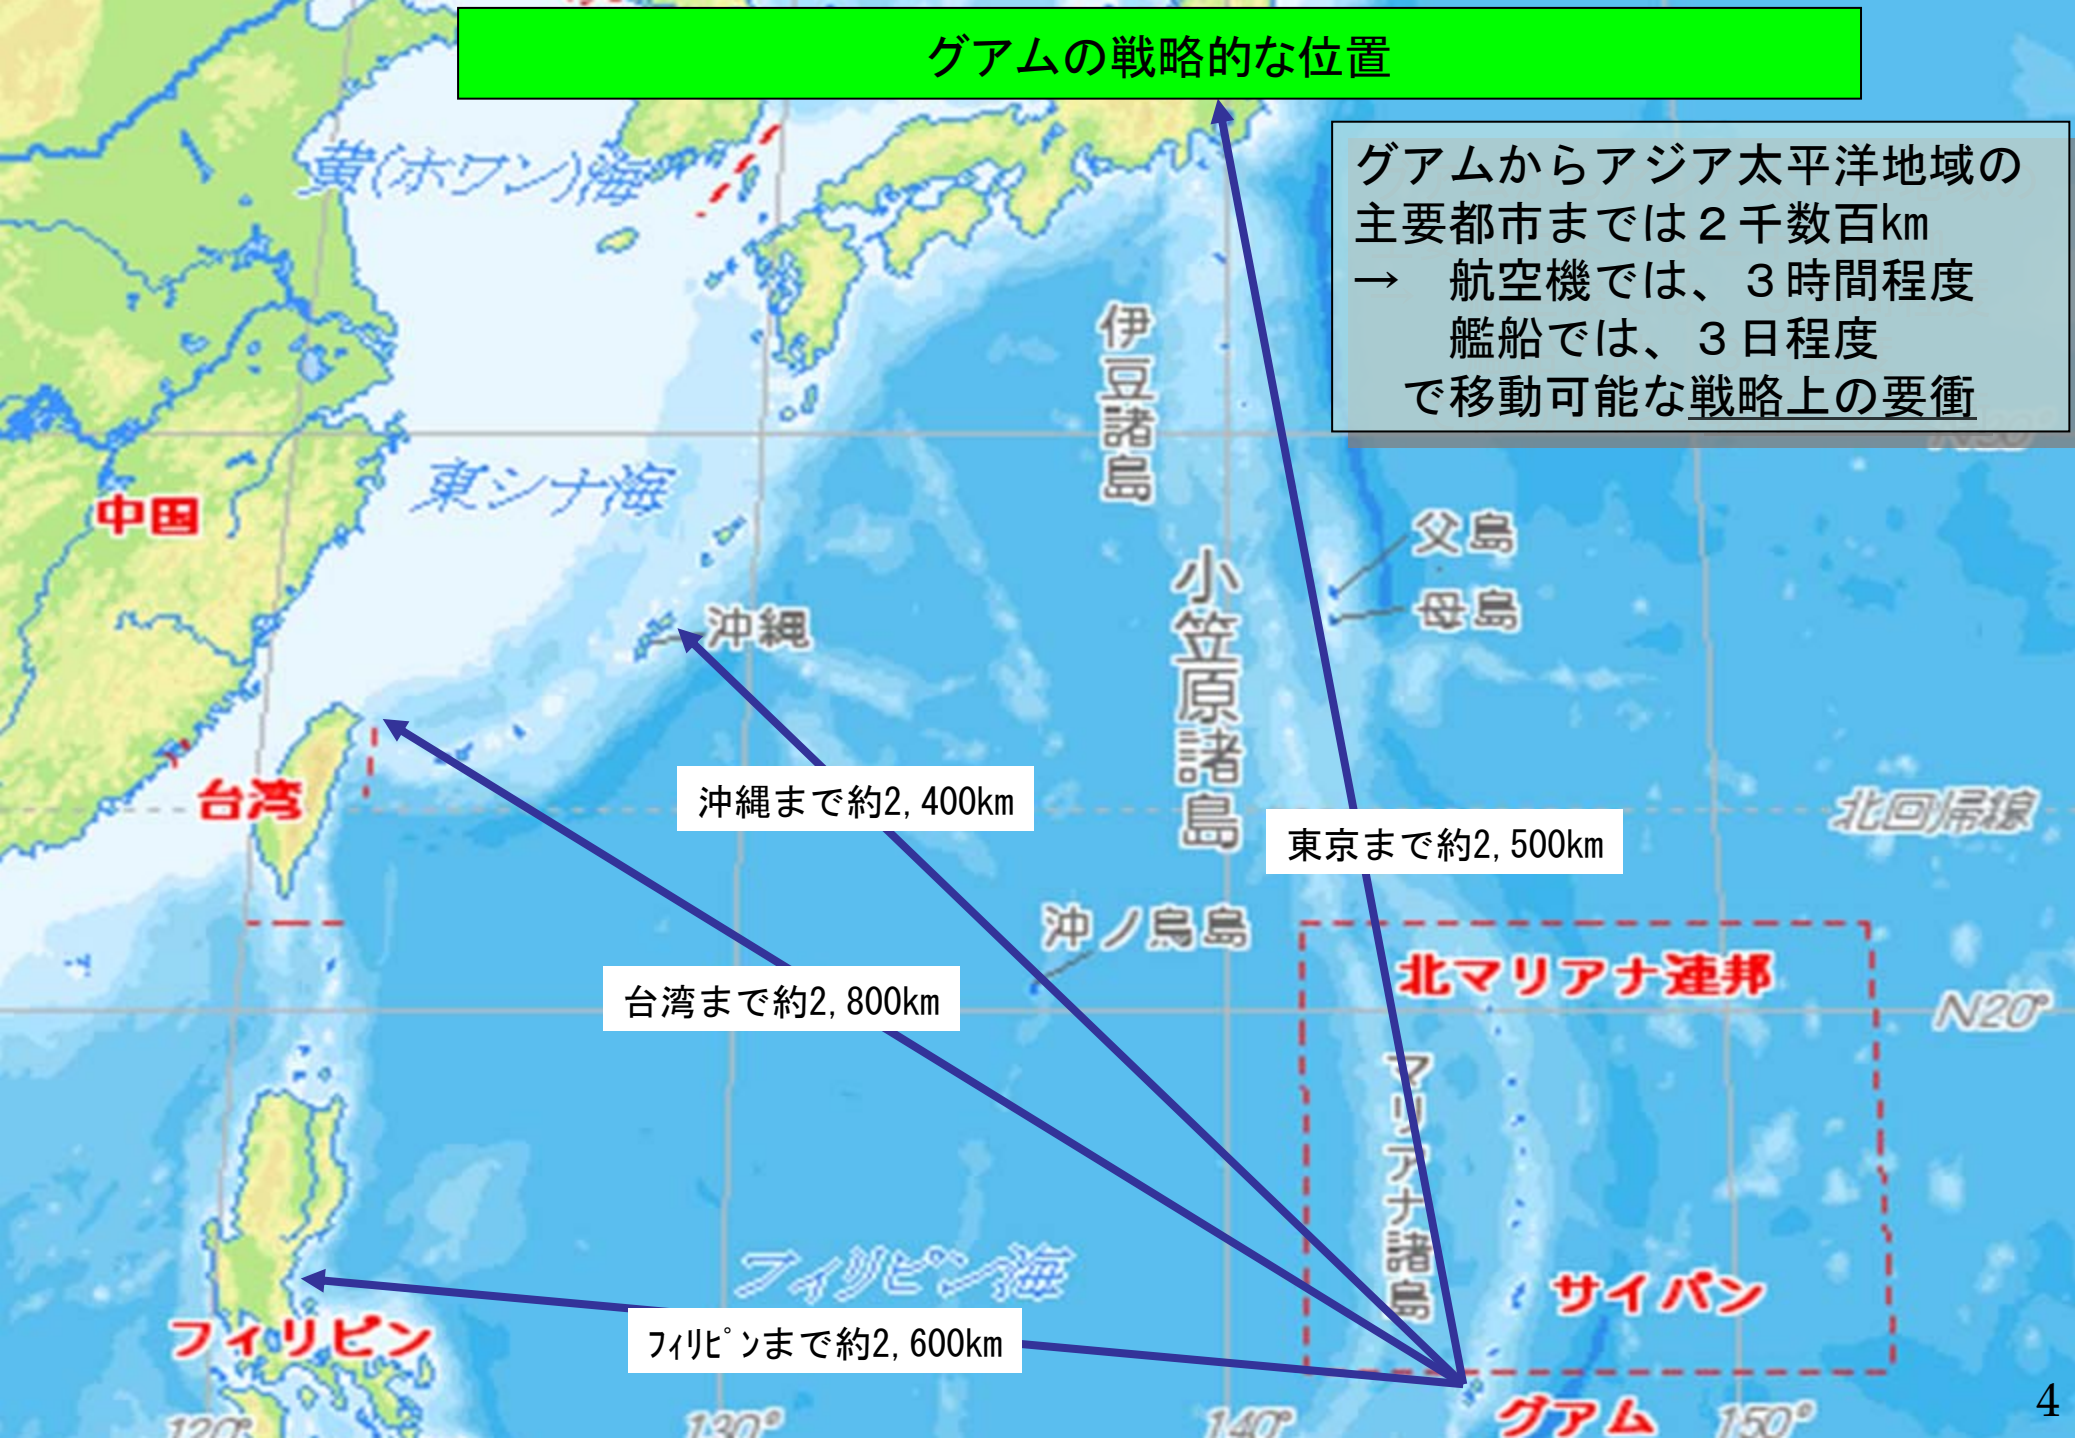 グアムの戦略的な位置
グアムからアジア太平洋地域の
主要都市までは２千数百km
→　航空機では、３時間程度
艦船では、３日程度
で移動可能な戦略上の要衝
黄(ホワン)海
伊豆諸島
東シナ海
中国
父島
母島
小笠原諸島
沖縄
台湾
沖縄まで約2,400km
北回帰線
東京まで約2,500km
沖ノ鳥島
北マリアナ連邦
台湾まで約2,800km
N20°
マリアナ諸島
フィリピン海
サイパン
フィリピン
ﾌｨﾘﾋﾟﾝまで約2,600km
グアム
120°
130°
140°
150°
4